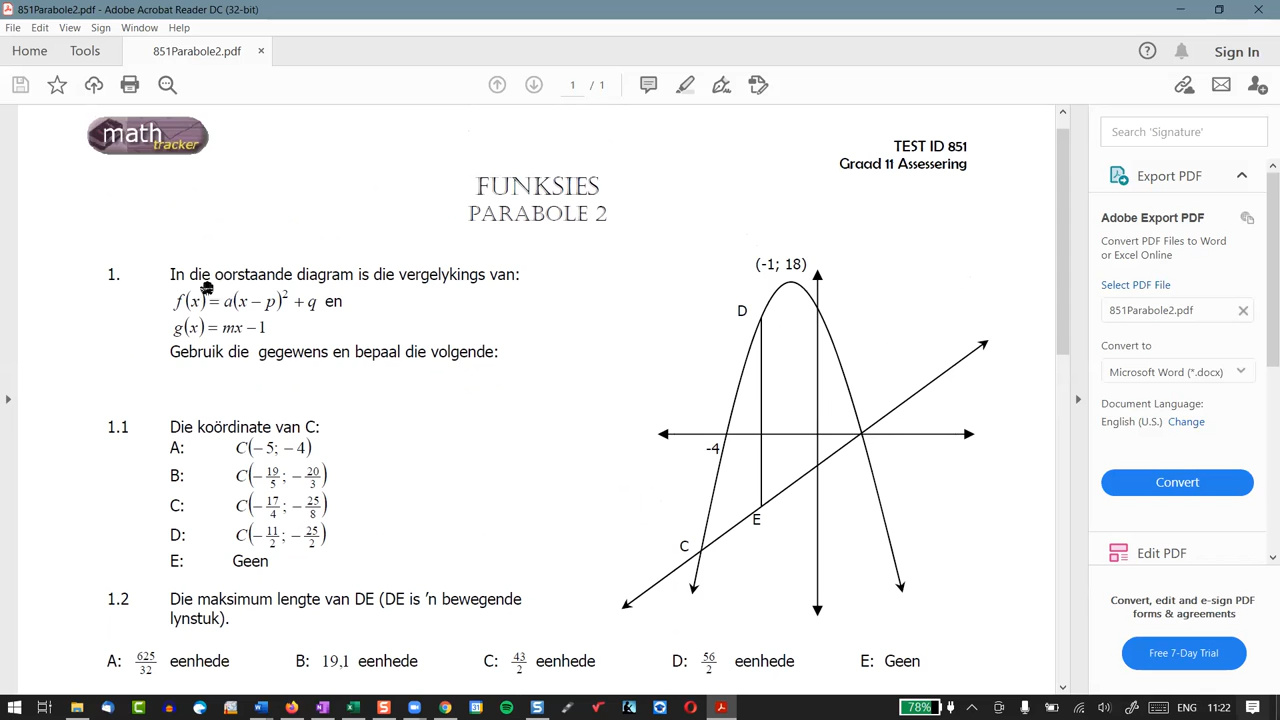 851Parabole2.pdf - Adobe Acrobat Reader DC (32-bit)
File Edit View Sign Window Help
Home Tools 851Parabole2.pdf × Sign In
1 / 1
math tracker
TEST ID 851
Graad 11 Assessering
FUNKSIES
PARABOLE 2
1. In die oorstaande diagram is die vergelykings van:
f(x) = a(x − p)² + q en
g(x) = mx − 1
Gebruik die gegewens en bepaal die volgende:
(-1; 18)
D
-4
E
C
1.1 Die koördinate van C:
A: C(−5; −4)
B: C(−19/5; −20/3)
C: C(−17/4; −25/8)
D: C(−11/2; −25/2)
E: Geen
1.2 Die maksimum lengte van DE (DE is 'n bewegende
lynstuk).
A: 625/32 eenhede B: 19,1 eenhede C: 43/2 eenhede D: 56/2 eenhede E: Geen
Search 'Signature'
Export PDF
Adobe Export PDF
Convert PDF Files to Word
or Excel Online
Select PDF File
851Parabole2.pdf
Convert to
Microsoft Word (*.docx)
Document Language:
English (U.S.) Change
Convert
Edit PDF
Convert, edit and e-sign PDF
forms & agreements
Free 7-Day Trial
78% ENG 11:22